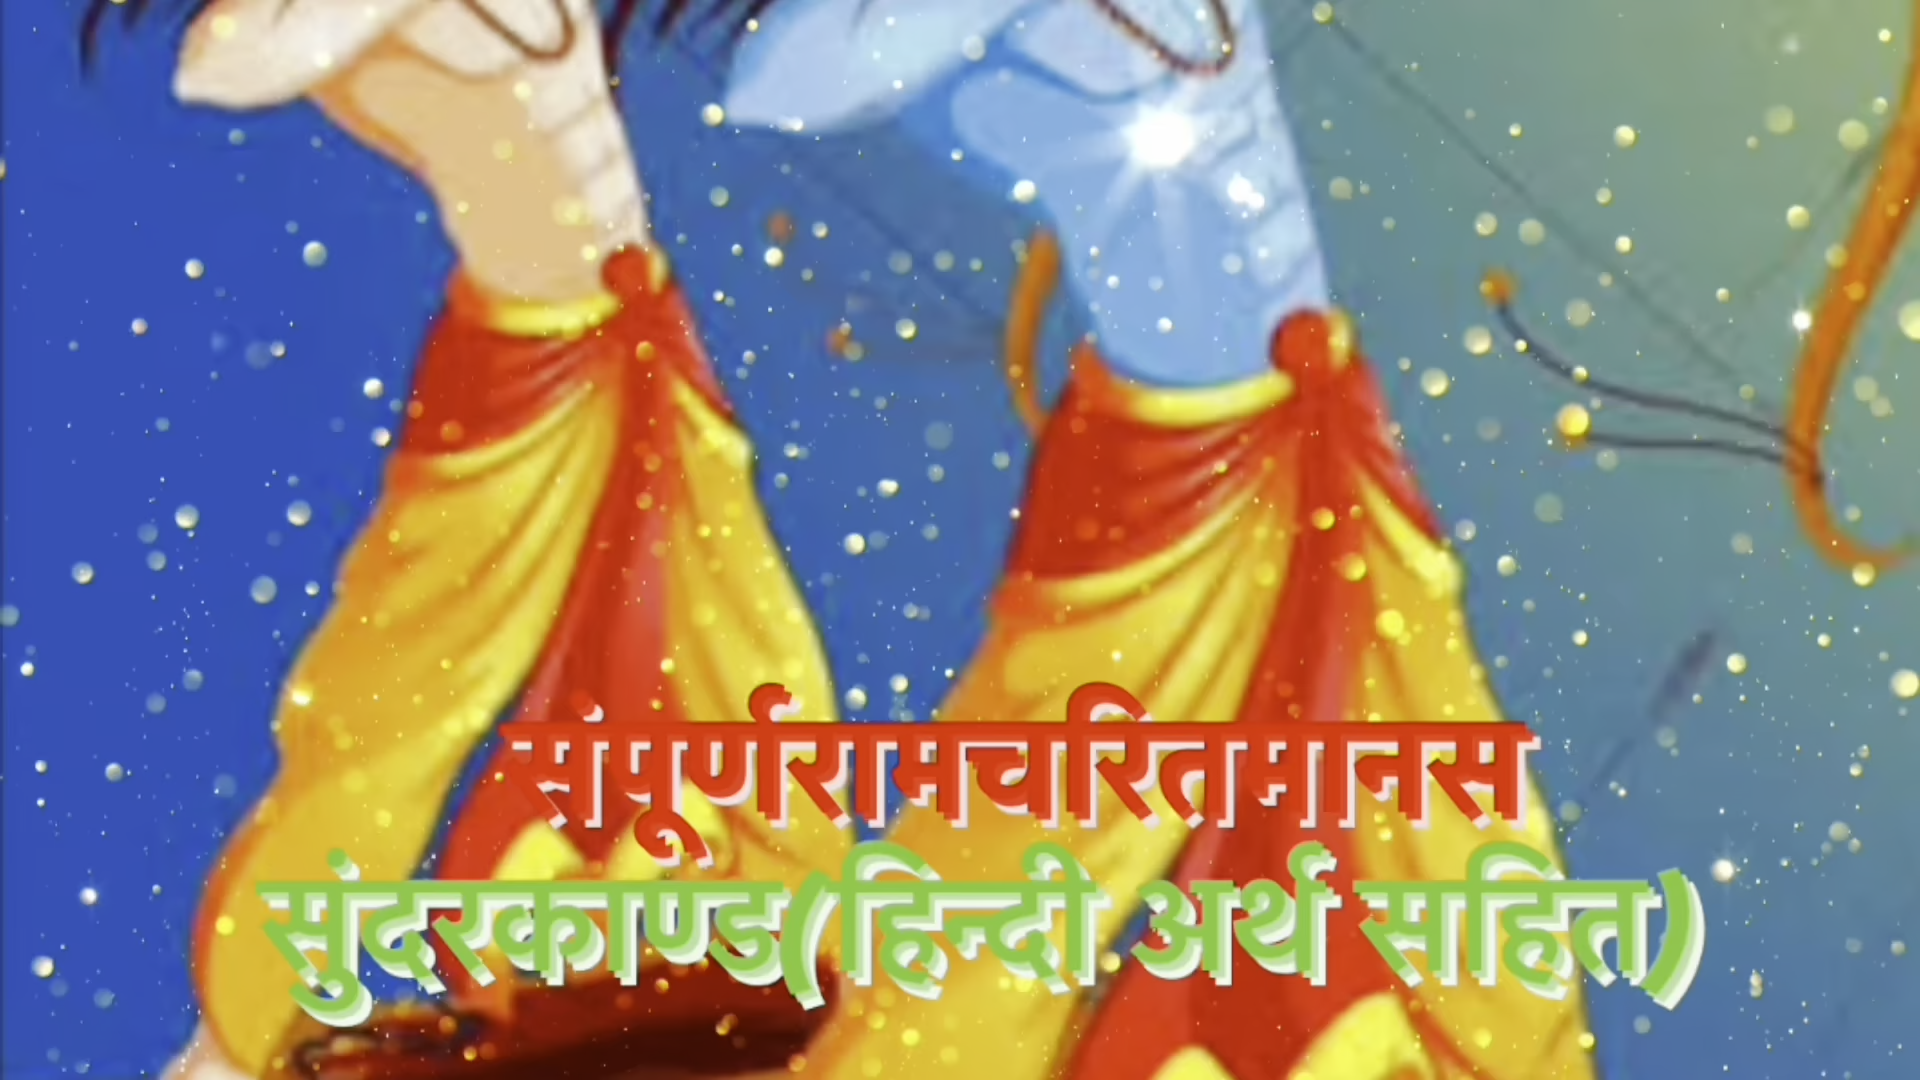 संपूर्णरामचरितमानस
सुंदरकाण्ड(हिन्दी अर्थ सहित)